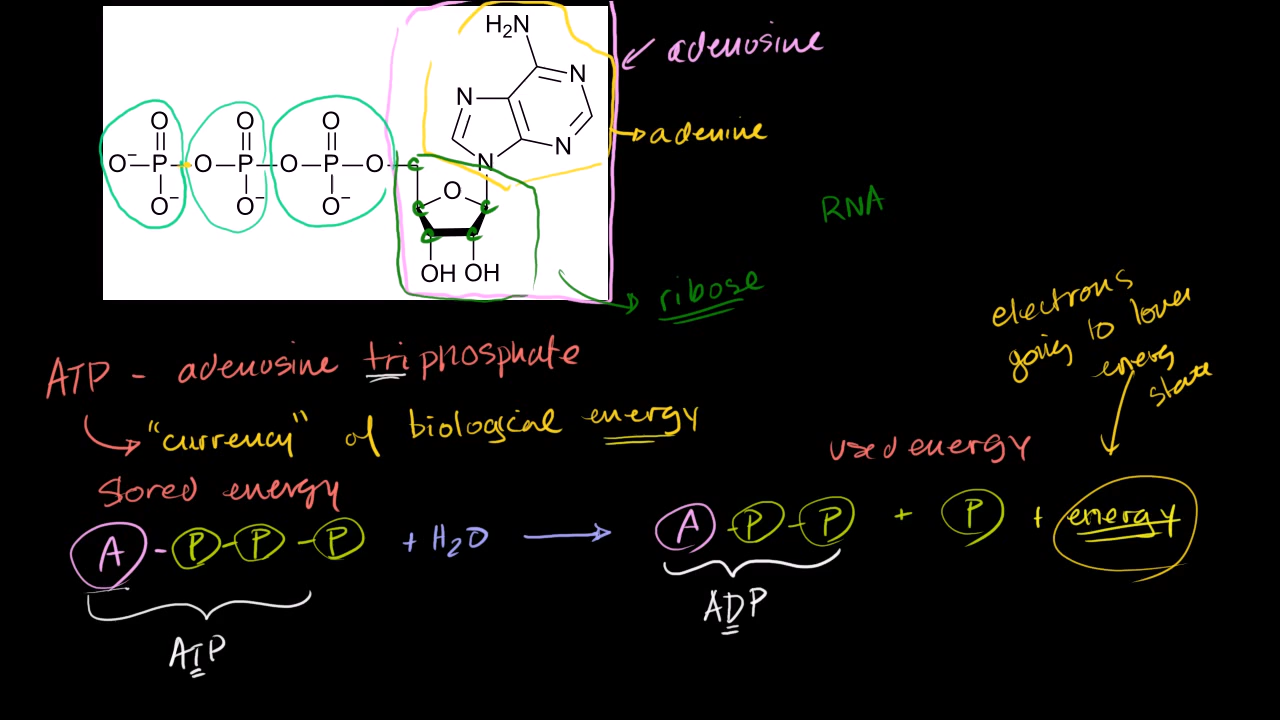 H₂N
N
N
N
N
adenosine
adenine
O O O
O⁻ P O P O P O C
O⁻ O⁻ O⁻
O
C C
C C
OH OH
RNA
ribose
electrons
going to lower
energy
state
ATP - adenosine triphosphate
"currency" of biological energy
used energy
stored energy
A - P - P - P + H₂O → A - P - P + P + energy
ATP
ADP